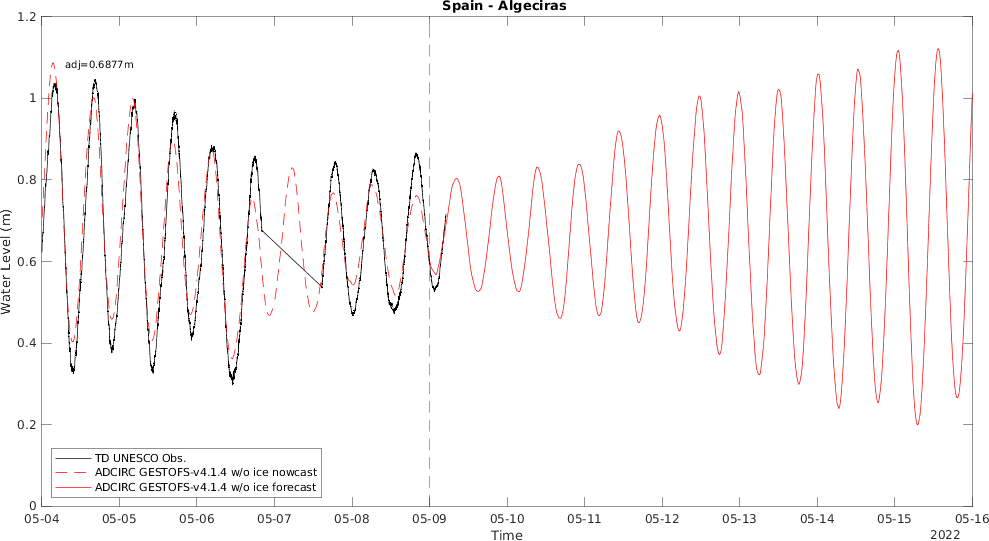 Spain - Algeciras
1.2
adj=0.6877m
1
0.8
0.6
0.4
0.2
0
Water Level (m)
TD UNESCO Obs.
ADCIRC GESTOFS-v4.1.4 w/o ice nowcast
ADCIRC GESTOFS-v4.1.4 w/o ice forecast
05-04 05-05 05-06 05-07 05-08 05-09 05-10 05-11 05-12 05-13 05-14 05-15 05-16
Time
2022